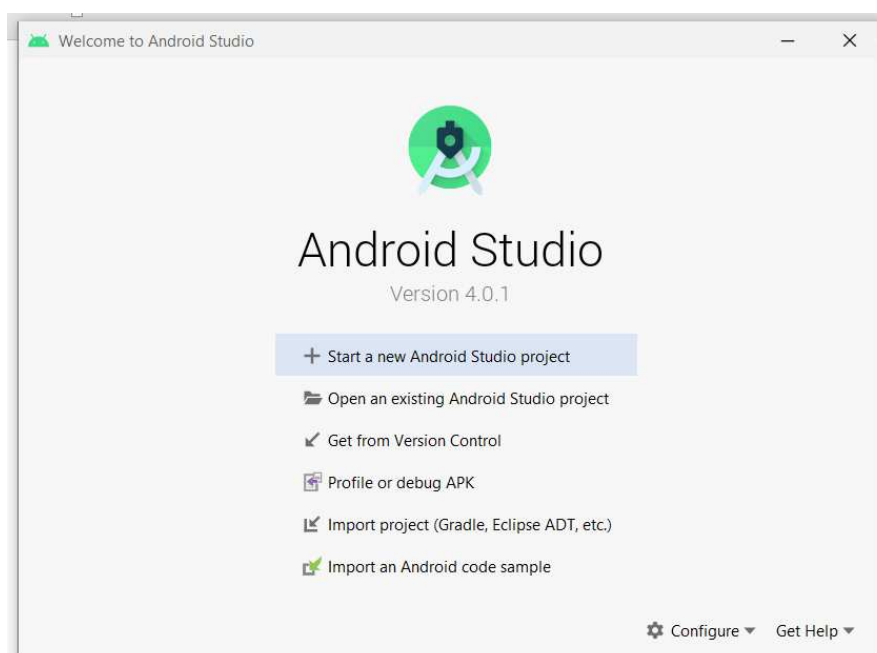 Welcome to Android Studio
Android Studio
Version 4.0.1
Start a new Android Studio project
Open an existing Android Studio project
Get from Version Control
Profile or debug APK
Import project (Gradle, Eclipse ADT, etc.)
Import an Android code sample
Configure Get Help